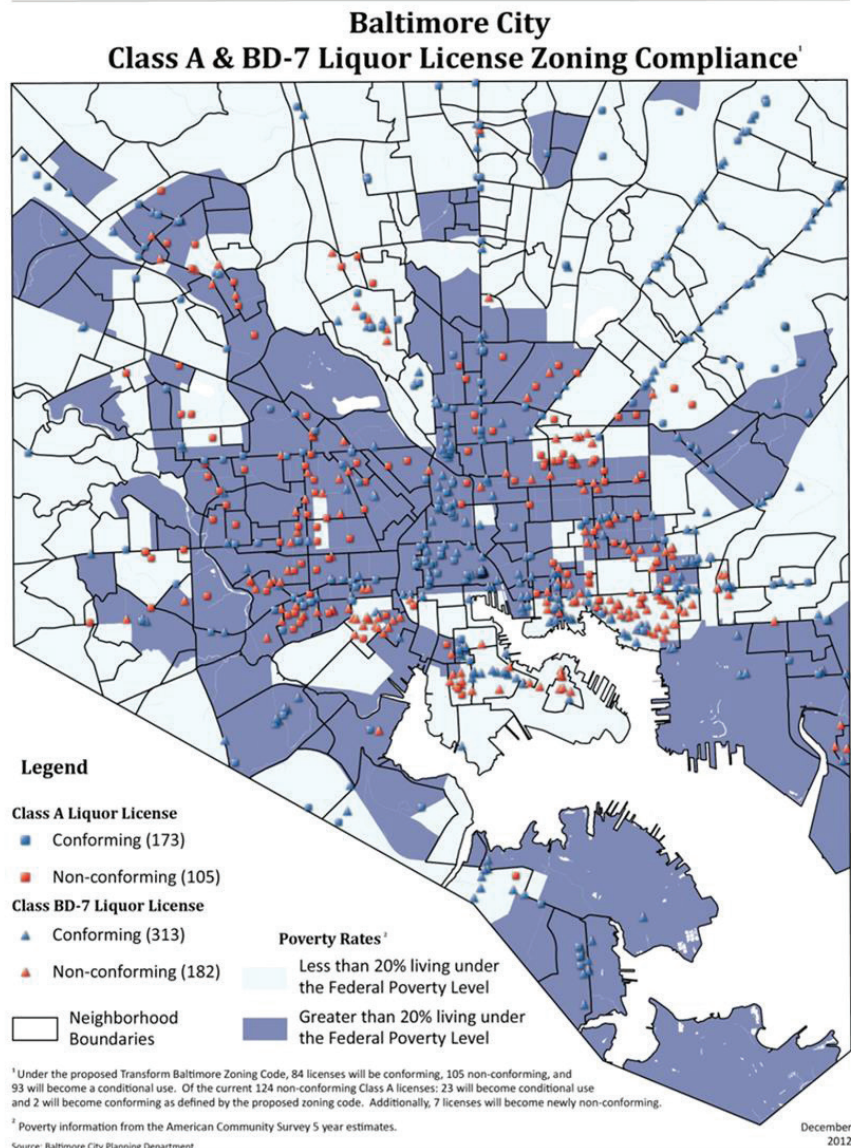 Baltimore City
Class A & BD-7 Liquor License Zoning Compliance¹
Legend
Class A Liquor License
Conforming (173)
Non-conforming (105)
Class BD-7 Liquor License
Conforming (313)
Non-conforming (182)
Neighborhood
Boundaries
Poverty Rates ²
Less than 20% living under
the Federal Poverty Level
Greater than 20% living under
the Federal Poverty Level
¹ Under the proposed Transform Baltimore Zoning Code, 84 licenses will be conforming, 105 non-conforming, and
93 will become a conditional use. Of the current 124 non-conforming Class A licenses: 23 will become conditional use
and 2 will become conforming as defined by the proposed zoning code. Additionally, 7 licenses will become newly non-conforming.
² Poverty information from the American Community Survey 5 year estimates.
Source: Baltimore City Planning Department
December
2012